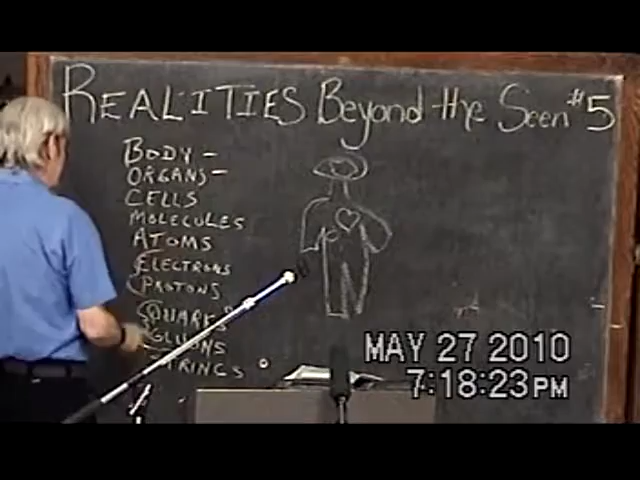 REALITIES Beyond the Seen #5
BODY -
ORGANS -
CELLS
MOLECULES
ATOMS
ELECTRONS
PROTONS
QUARKS
GLUONS
STRINGS
MAY 27 2010
7:18:23PM